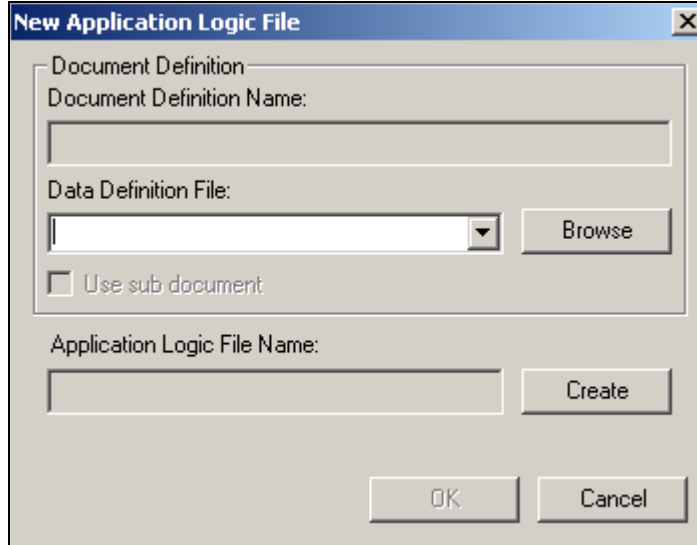 New Application Logic File
Document Definition
Document Definition Name:
Data Definition File:
Browse
Use sub document
Application Logic File Name:
Create
OK Cancel